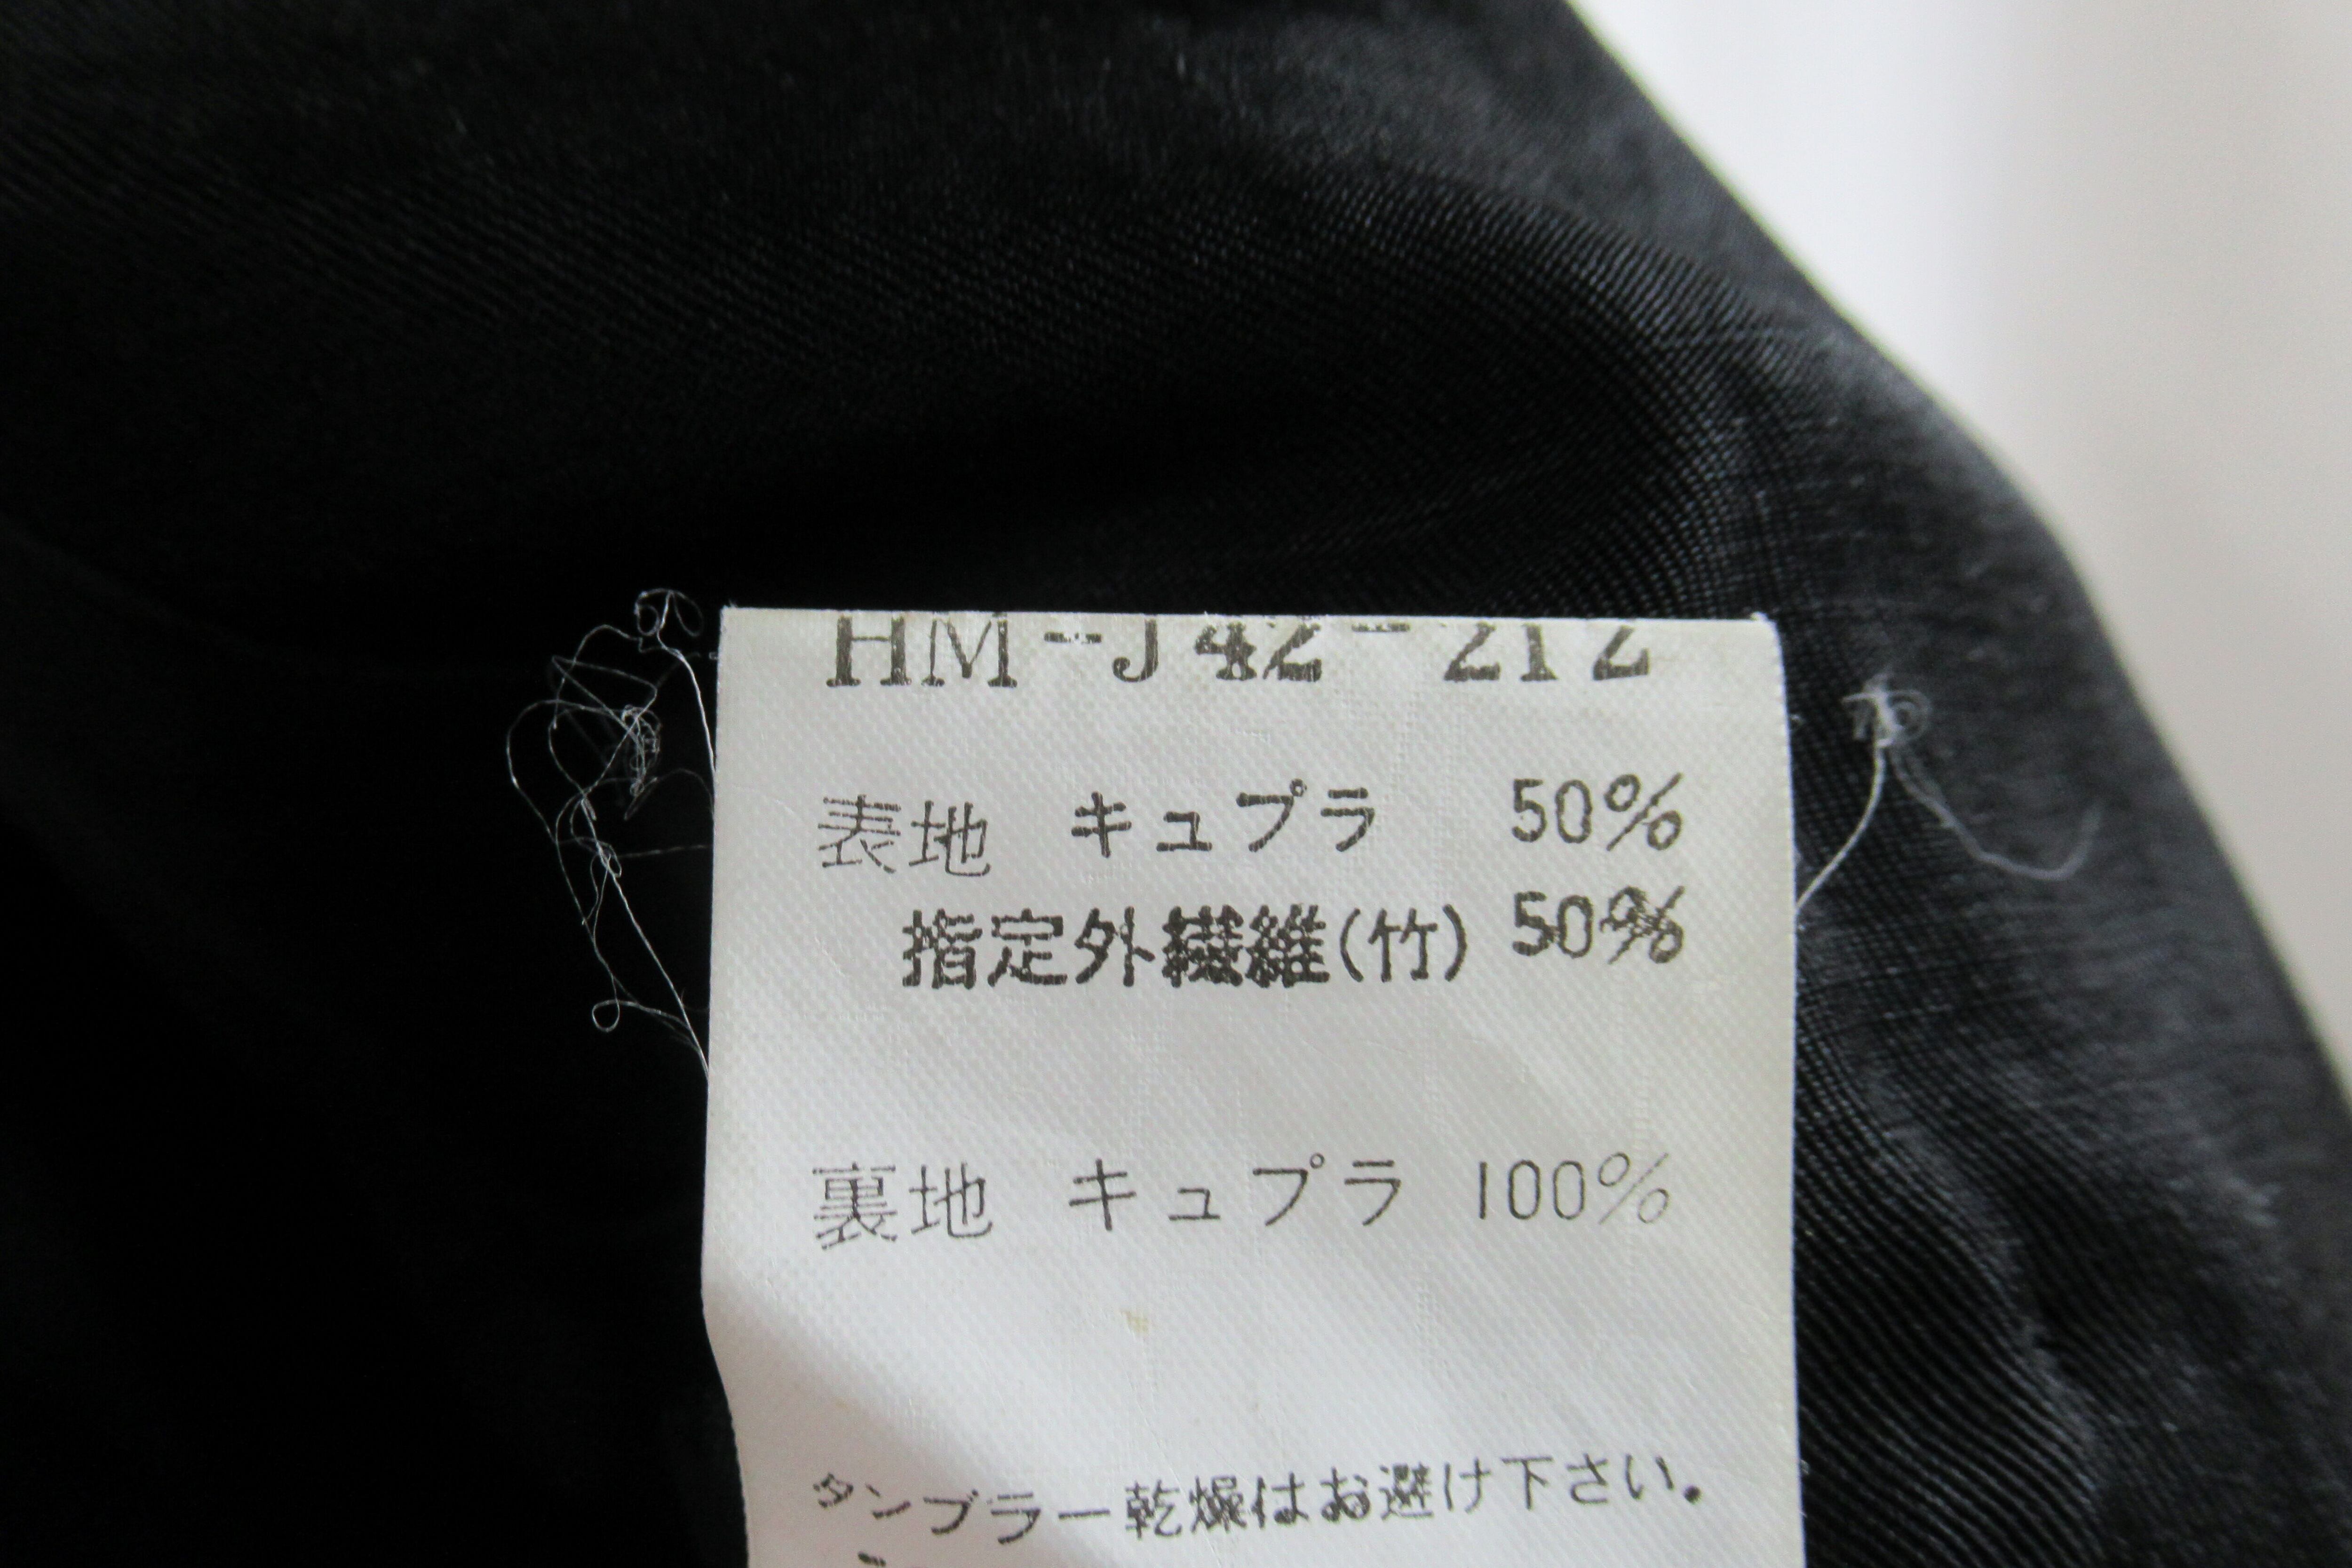 HM-J42-212
表地 キュプラ 50%
指定外繊維(竹) 50%
裏地 キュプラ 100%
タンブラー乾燥はお避け下さい。